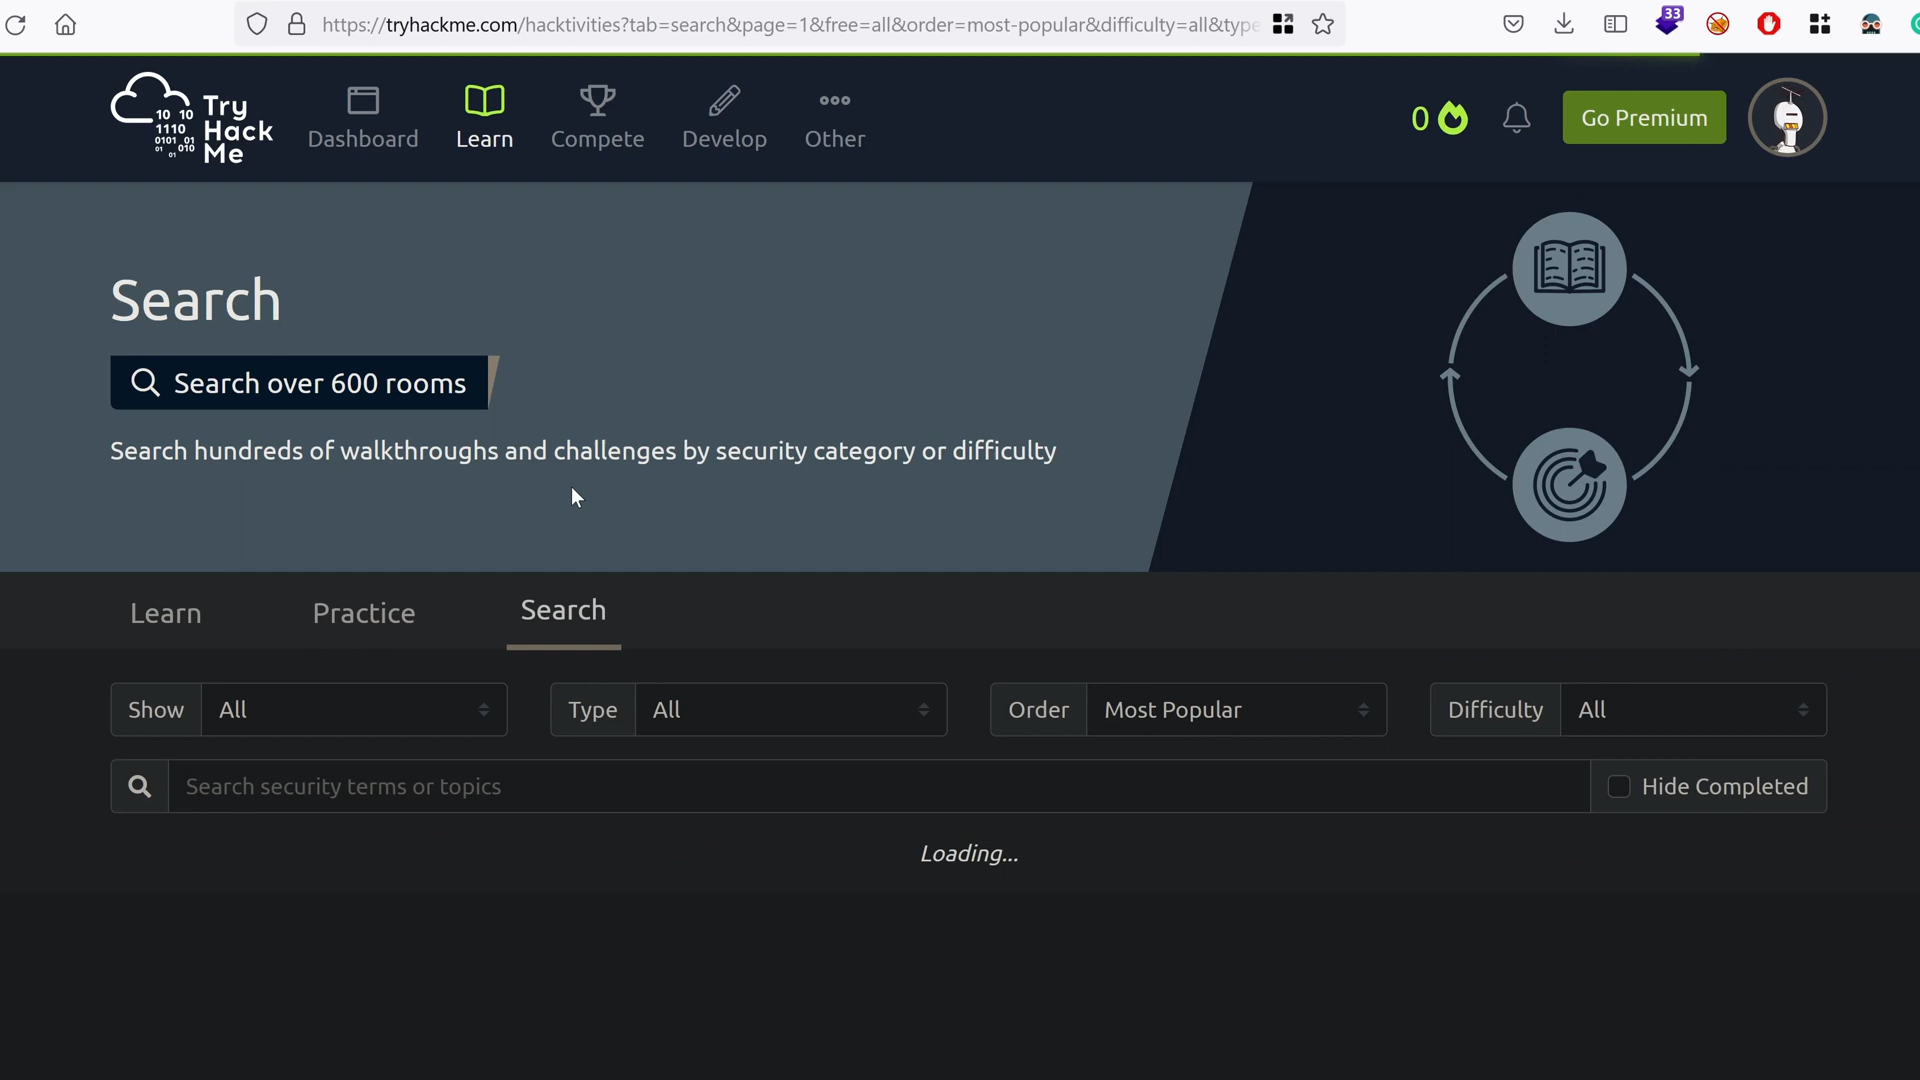 https://tryhackme.com/hacktivities?tab=search&page=1&free=all&order=most-popular&difficulty=all&type
33
Try
Hack
Me
10 10
1110
0101 01
01 010
Dashboard
Learn
Compete
Develop
Other
0
Go Premium
Search
Search over 600 rooms
Search hundreds of walkthroughs and challenges by security category or difficulty
Learn
Practice
Search
Show All
Type All
Order Most Popular
Difficulty All
Search security terms or topics
Hide Completed
Loading...